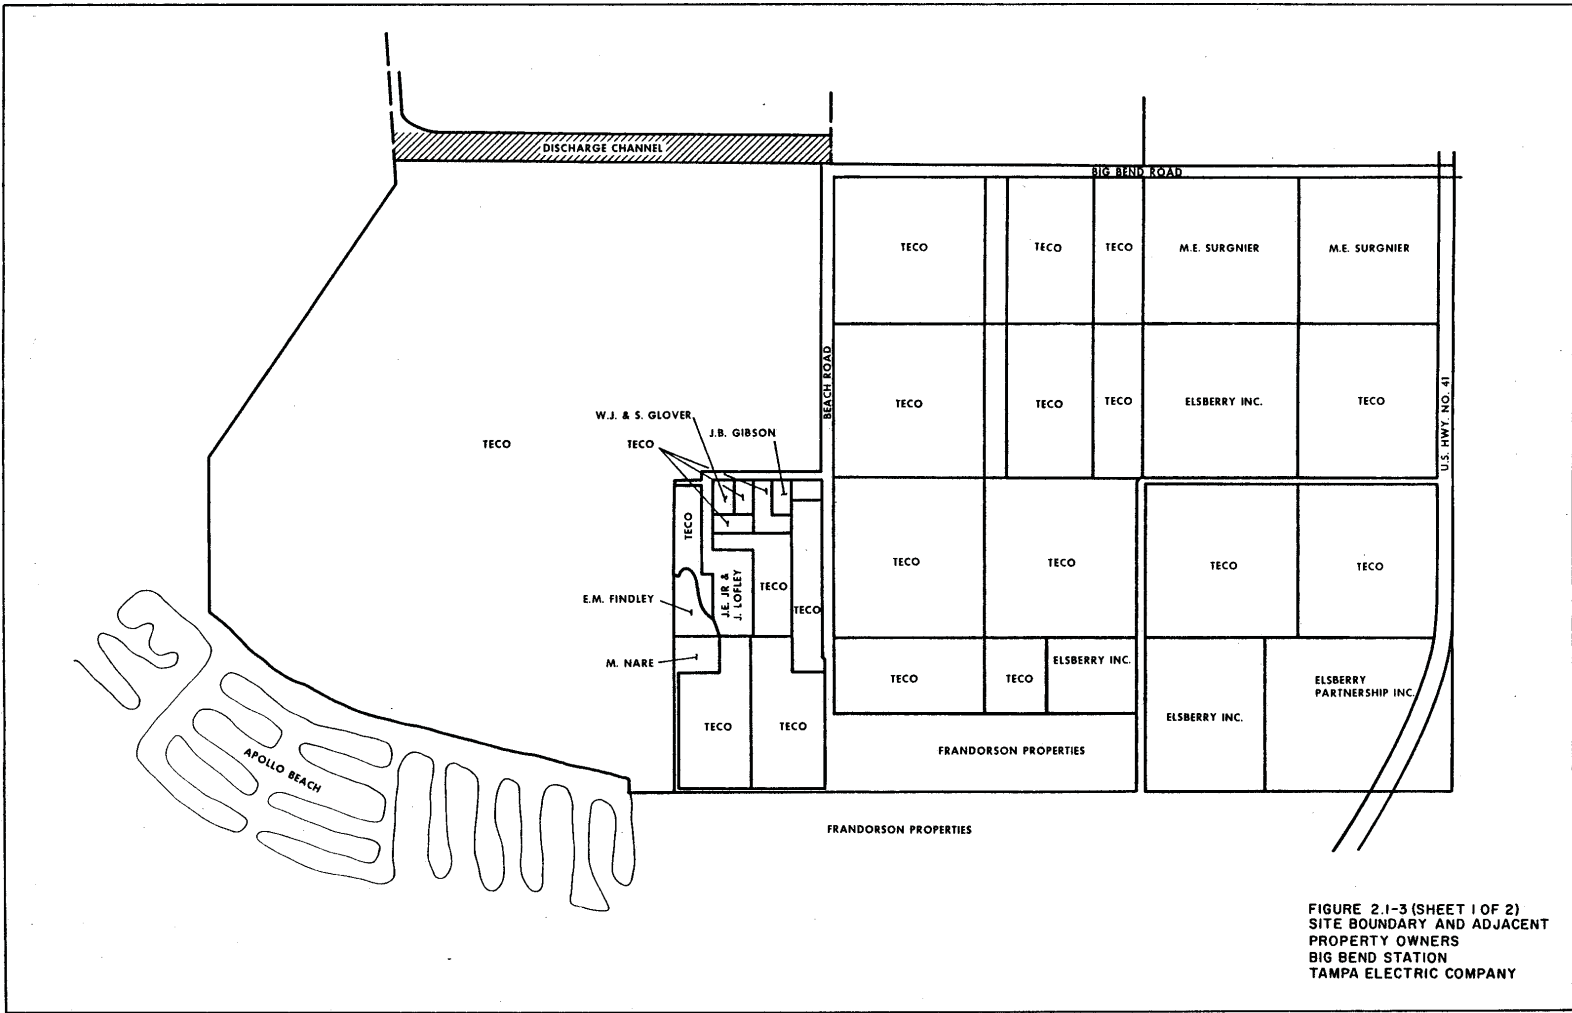 DISCHARGE CHANNEL
BIG BEND ROAD
TECO
TECO
TECO
M.E. SURGNIER
M.E. SURGNIER
BEACH ROAD
U.S. HWY. NO. 41
TECO
TECO
TECO
ELSBERRY INC.
TECO
W.J. & S. GLOVER
J.B. GIBSON
TECO
TECO
TECO
E.M. FINDLEY
J.E. JR &
J. LOFLEY
TECO
TECO
TECO
TECO
TECO
TECO
M. NARE
TECO
TECO
TECO
TECO
ELSBERRY INC.
ELSBERRY INC.
ELSBERRY
PARTNERSHIP INC.
APOLLO BEACH
FRANDORSON PROPERTIES
FRANDORSON PROPERTIES
FIGURE 2.1-3 (SHEET 1 OF 2)
SITE BOUNDARY AND ADJACENT
PROPERTY OWNERS
BIG BEND STATION
TAMPA ELECTRIC COMPANY